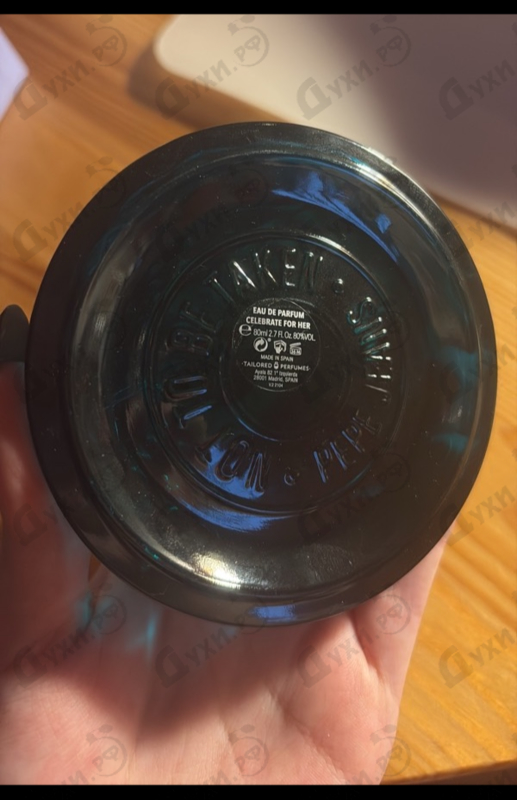 NOT TO BE TAKEN • PEPE JEANS •
EAU DE PARFUM
CELEBRATE FOR HER
℮ 80ml 2.7 Fl. Oz. 80%VOL.
MADE IN SPAIN
·TAILORED PERFUMES·
28001 Madrid, SPAIN
Духи.рф